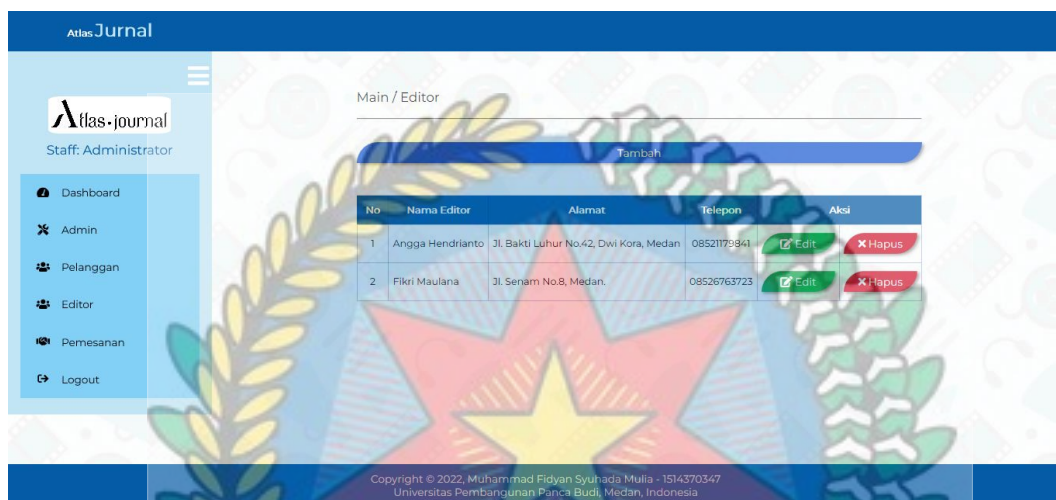 Atlas Jurnal
Atlas-journal
Staff: Administrator
Dashboard
Admin
Pelanggan
Editor
Pemesanan
Logout
Main / Editor
Tambah
No Nama Editor Alamat Telepon Aksi
1 Angga Hendrianto Jl. Bakti Luhur No.42, Dwi Kora, Medan 08521179841 Edit Hapus
2 Fikri Maulana Jl. Senam No.8, Medan. 08526763723 Edit Hapus
Copyright © 2022, Muhammad Fidyan Syuhada Mulia - 1514370347
Universitas Pembangunan Panca Budi, Medan, Indonesia